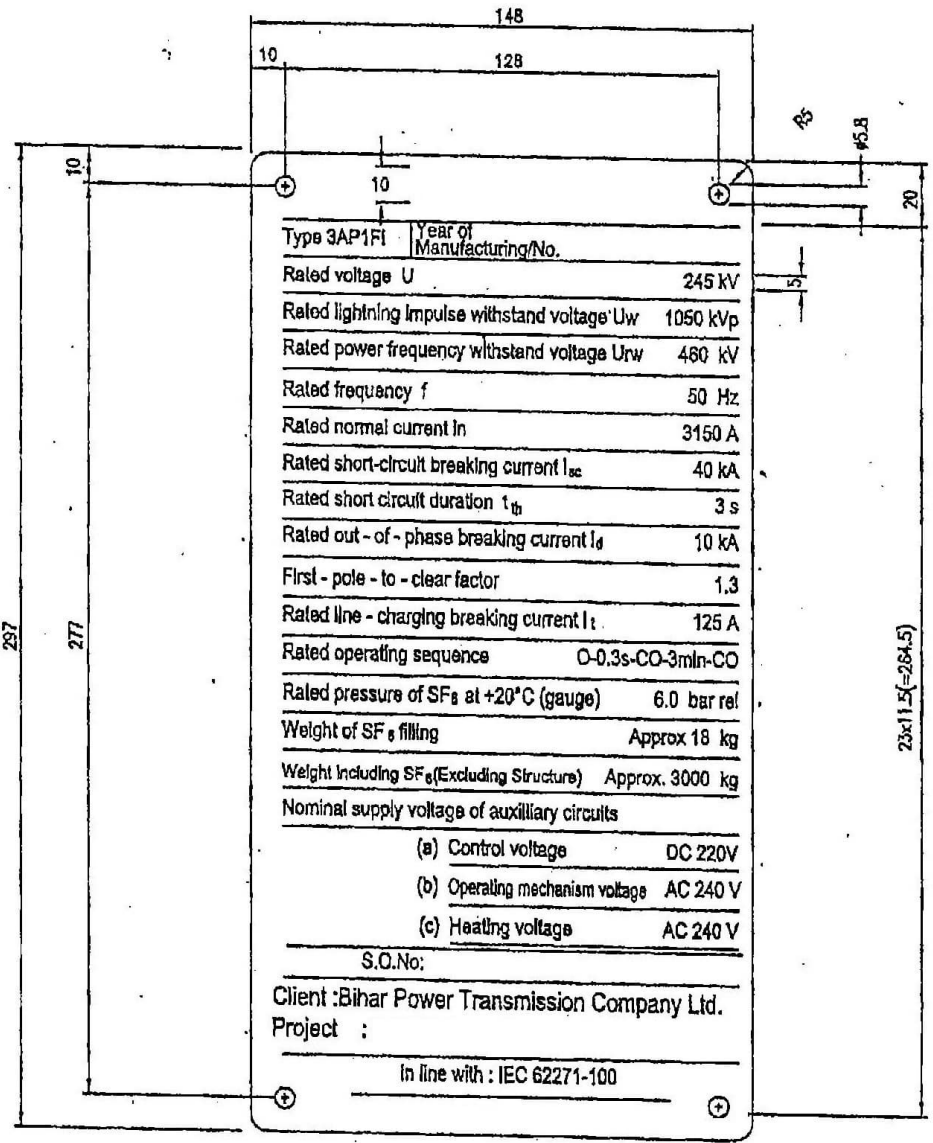 148
10
128
R5
ø5.8
10
10
20
Type 3AP1FI Year of
Manufacturing/No.
Rated voltage U 245 kV
5
Rated lightning impulse withstand voltage Uw 1050 kVp
Rated power frequency withstand voltage Urw 460 kV
Rated frequency f 50 Hz
Rated normal current In 3150 A
Rated short-circuit breaking current Isc 40 kA
Rated short circuit duration tth 3 s
Rated out - of - phase breaking current Id 10 kA
First - pole - to - clear factor 1,3
Rated line - charging breaking current I1 125 A
297
277
Rated operating sequence O-0.3s-CO-3min-CO
Rated pressure of SF6 at +20°C (gauge) 6.0 bar rel
23x11.5(=264.5)
Weight of SF6 filling Approx 18 kg
Weight including SF6(Excluding Structure) Approx. 3000 kg
Nominal supply voltage of auxilliary circuits
(a) Control voltage DC 220V
(b) Operating mechanism voltage AC 240 V
(c) Heating voltage AC 240 V
S.O.No:
Client :Bihar Power Transmission Company Ltd.
Project :
In line with : IEC 62271-100